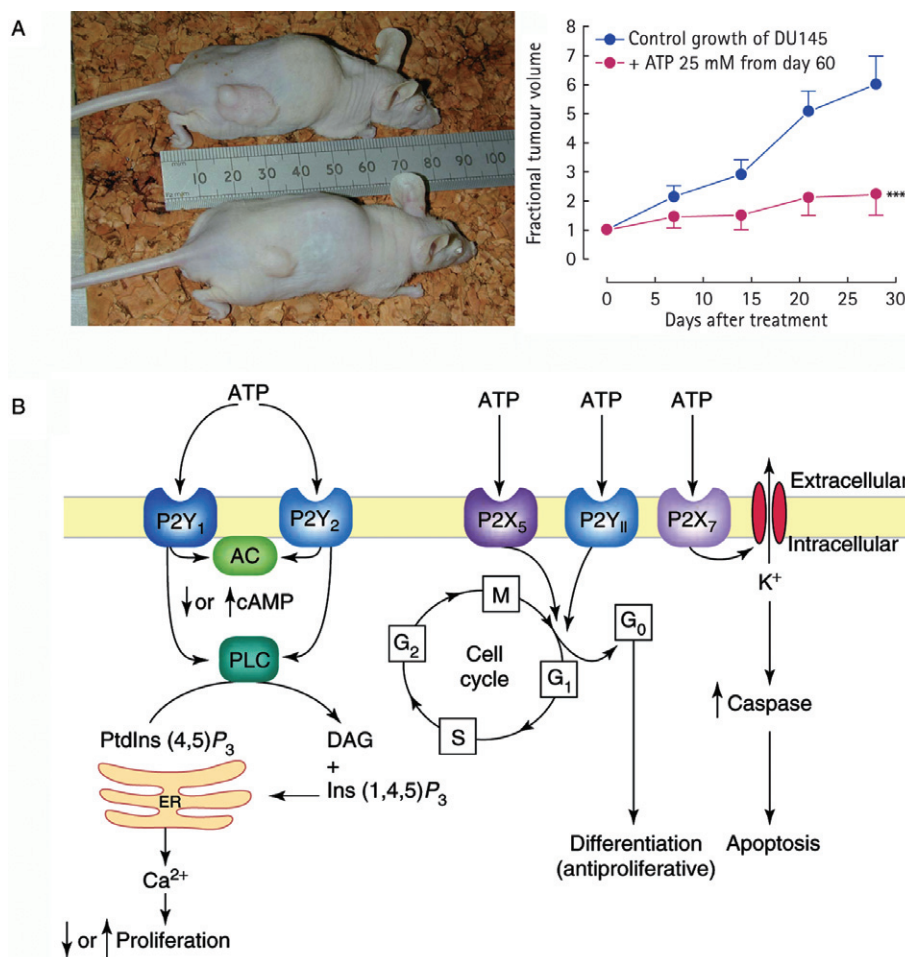 A
8
7
6
5
4
3
2
1
0
Fractional tumour volume
Control growth of DU145
+ ATP 25 mM from day 60
***
0 5 10 15 20 25 30
Days after treatment
mm 10 20 30 40 50 60 70 80 90 100
B
ATP ATP ATP ATP
Extracellular
P2Y1 P2Y2 P2X5 P2YII P2X7
Intracellular
AC
K+
↓ or ↑cAMP
M
G0
G2
Cell
cycle
G1
PLC
S
↑ Caspase
PtdIns (4,5)P3
DAG
+
Ins (1,4,5)P3
ER
Differentiation
(antiproliferative)
Apoptosis
Ca2+
↓ or ↑ Proliferation